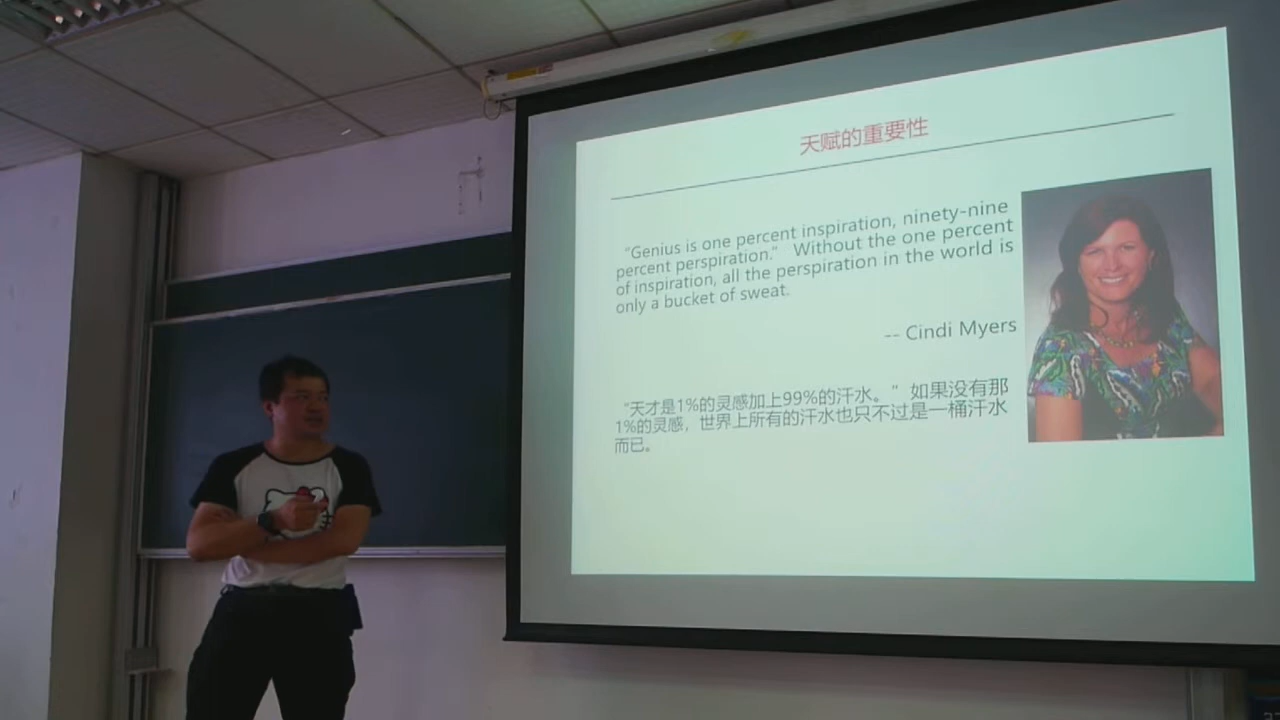 天赋的重要性
“Genius is one percent inspiration, ninety-nine
percent perspiration.” Without the one percent
of inspiration, all the perspiration in the world is
only a bucket of sweat.
-- Cindi Myers
“天才是1%的灵感加上99%的汗水。”如果没有那
1%的灵感，世界上所有的汗水也只不过是一桶汗水
而已。